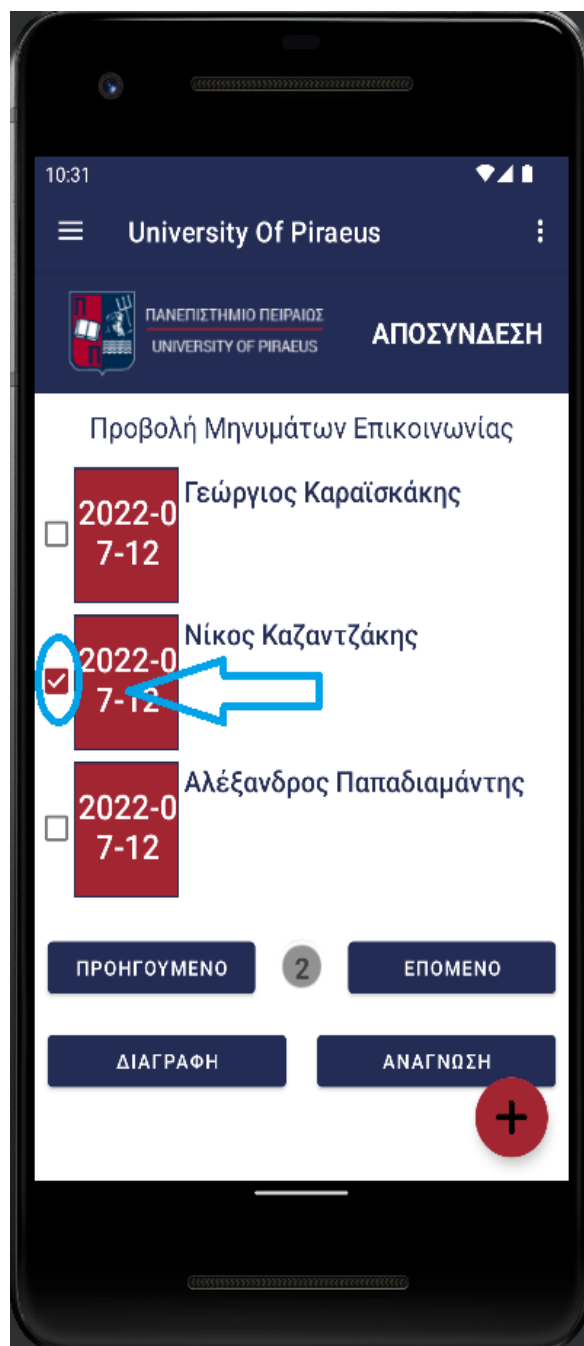 10:31
University Of Piraeus
ΠΑΝΕΠΙΣΤΗΜΙΟ ΠΕΙΡΑΙΩΣ
UNIVERSITY OF PIRAEUS
ΑΠΟΣΥΝΔΕΣΗ
Προβολή Μηνυμάτων Επικοινωνίας
2022-0
7-12
Γεώργιος Καραϊσκάκης
2022-0
7-12
Νίκος Καζαντζάκης
2022-0
7-12
Αλέξανδρος Παπαδιαμάντης
ΠΡΟΗΓΟΥΜΕΝΟ
2
ΕΠΟΜΕΝΟ
ΔΙΑΓΡΑΦΗ
ΑΝΑΓΝΩΣΗ
+